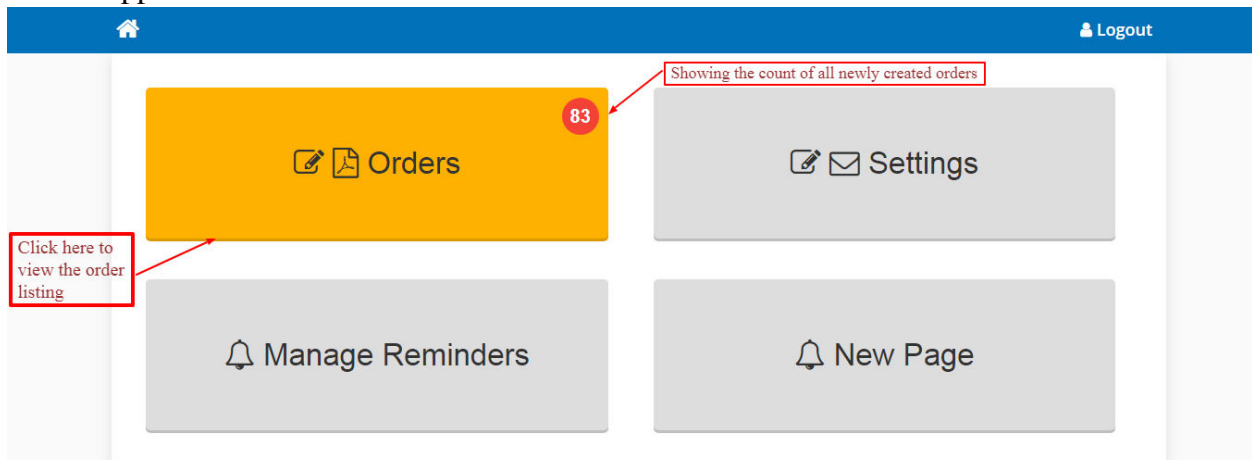 Logout
Showing the count of all newly created orders
83
Orders
Settings
Click here to
view the order
listing
Manage Reminders
New Page